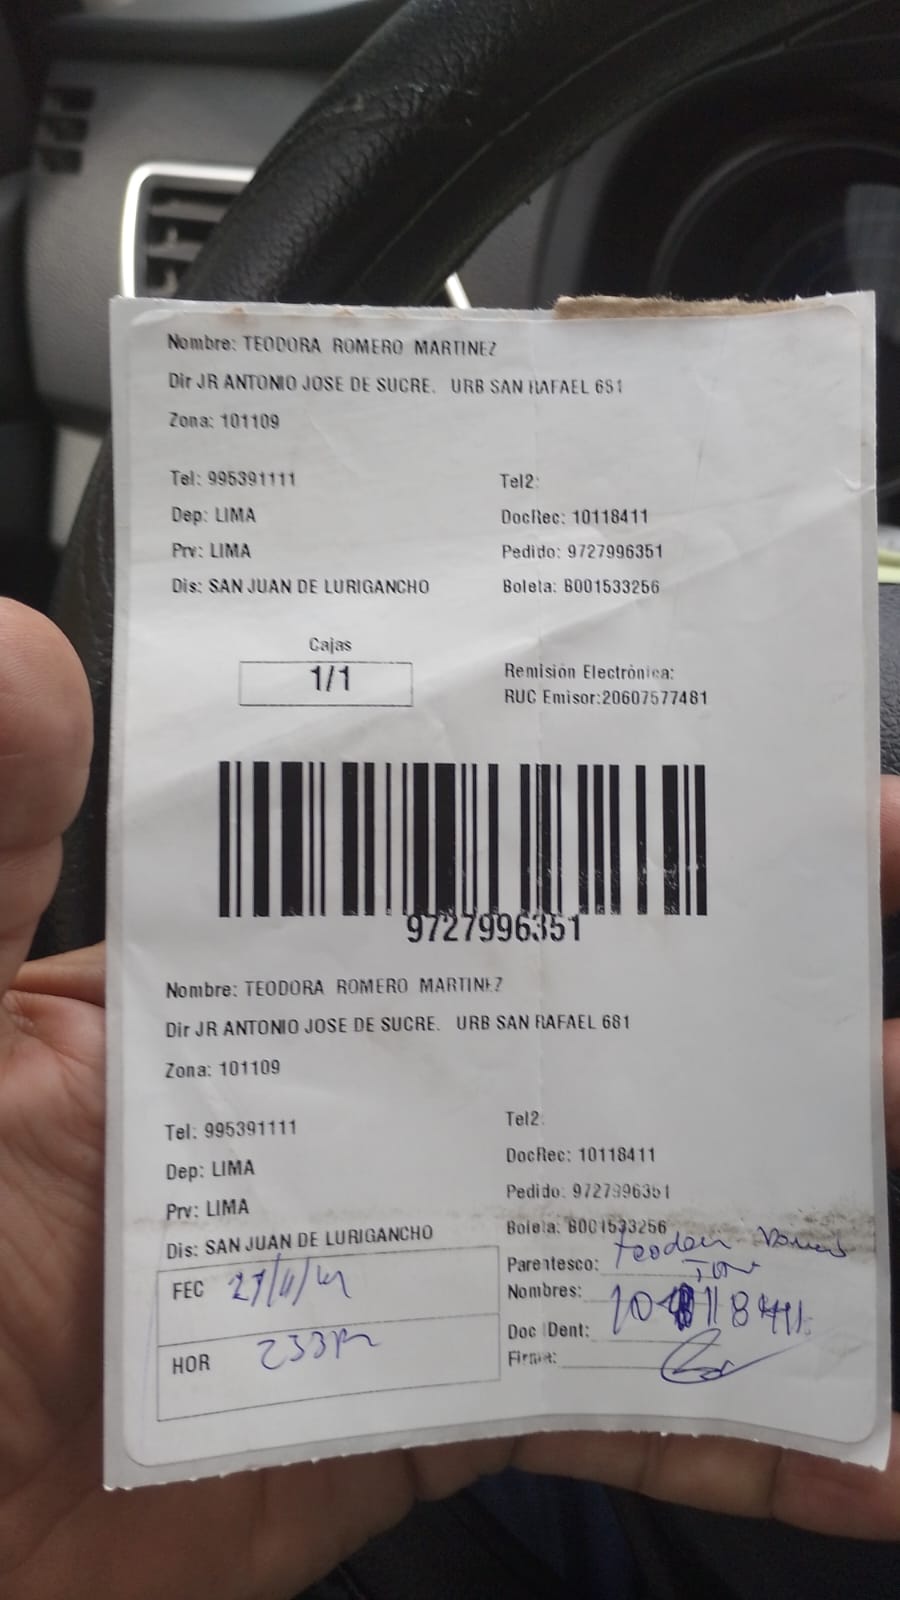 Nombre: TEODORA ROMERO MARTINEZ
Dir JR ANTONIO JOSE DE SUCRE. URB SAN RAFAEL 681
Zona: 101109
Tel: 995391111 Tel2:
Dep: LIMA DocRec: 10118411
Prv: LIMA Pedido: 9727996351
Dis: SAN JUAN DE LURIGANCHO Boleta: B001533256
Cajas
1/1
Remisión Electrónica:
RUC Emisor:20607577481
9727996351
Nombre: TEODORA ROMERO MARTINEZ
Dir JR ANTONIO JOSE DE SUCRE. URB SAN RAFAEL 681
Zona: 101109
Tel: 995391111 Tel2:
Dep: LIMA DocRec: 10118411
Prv: LIMA Pedido: 9727996351
Dis: SAN JUAN DE LURIGANCHO Boleta: B001533256
FEC
HOR 233
Parentesco:
Nombres:
Doc IDent:
Firma: